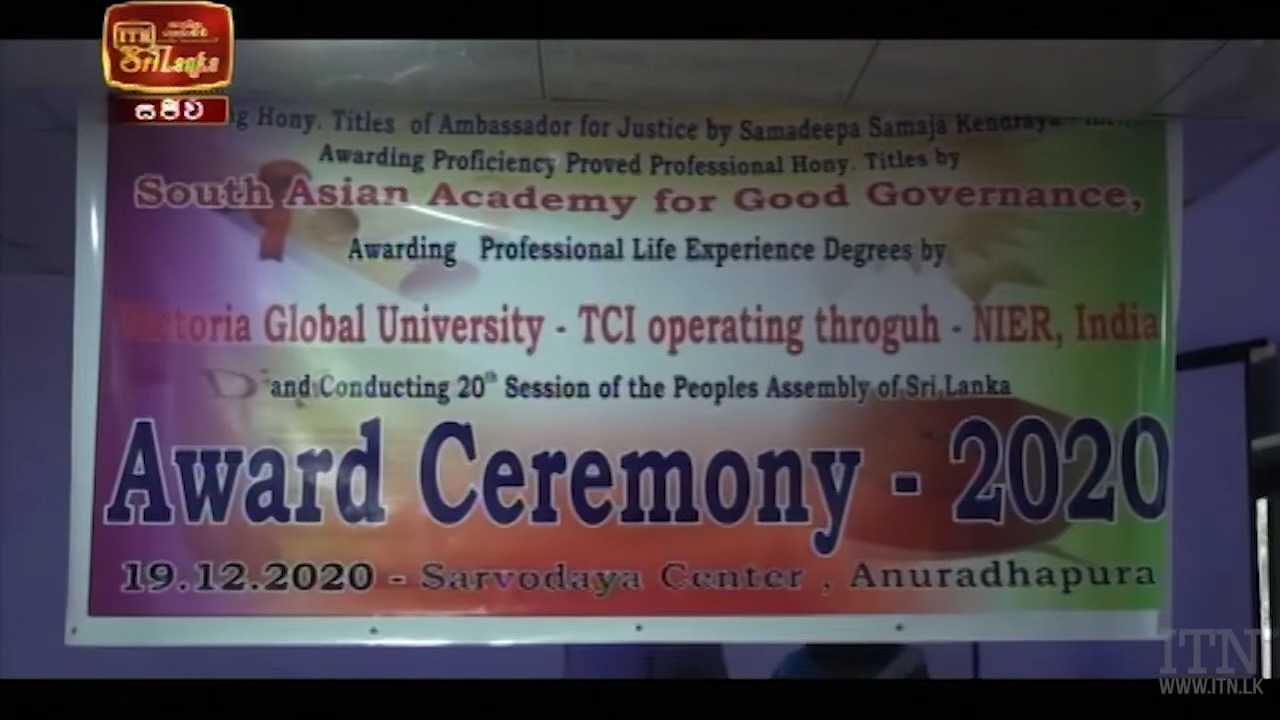 ITN
Sri Lanka
සජීව
Hony. Titles of Ambassador for Justice by Samadeepa Samaja Kendraya
Awarding Proficiency Proved Professional Hony. Titles by
South Asian Academy for Good Governance,
Awarding Professional Life Experience Degrees by
Global University - TCI operating throguh - NIER, India
and Conducting 20th Session of the Peoples Assembly of Sri Lanka
Award Ceremony - 2020
19.12.2020 - Sarvodaya Center , Anuradhapura
ITN
WWW.ITN.LK